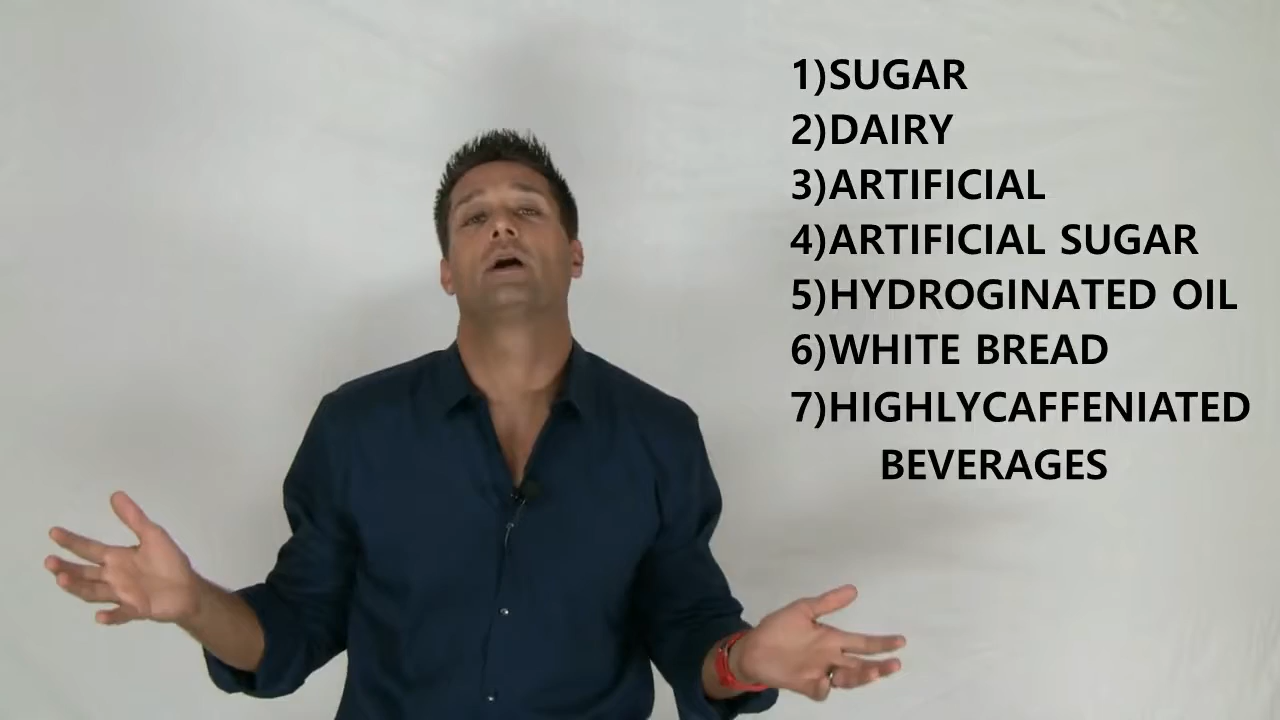 1)SUGAR
2)DAIRY
3)ARTIFICIAL
4)ARTIFICIAL SUGAR
5)HYDROGINATED OIL
6)WHITE BREAD
7)HIGHLYCAFFENIATED
BEVERAGES